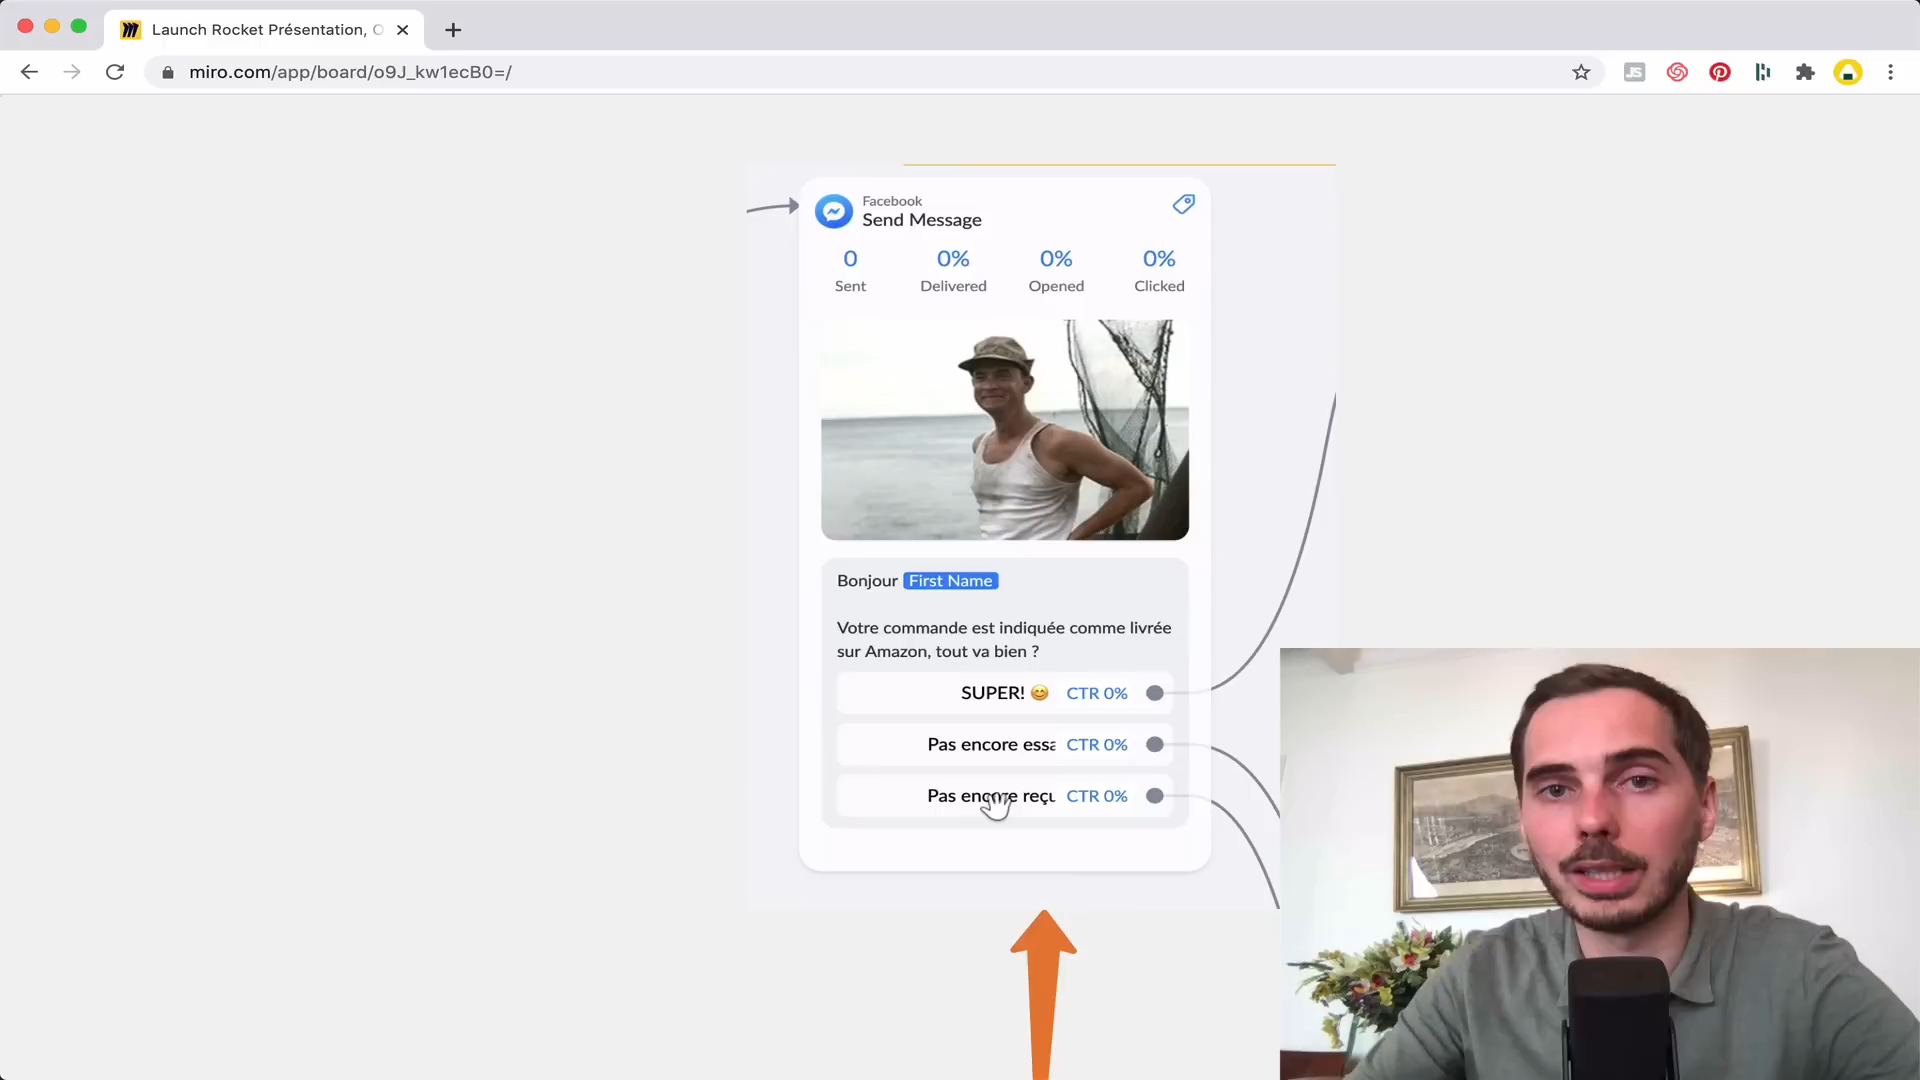 Launch Rocket Présentation,
miro.com/app/board/o9J_kw1ecB0=/
JS
Facebook
Send Message
0 0% 0% 0%
Sent Delivered Opened Clicked
Bonjour First Name
Votre commande est indiquée comme livrée
sur Amazon, tout va bien ?
SUPER! 😊 CTR 0%
Pas encore essa CTR 0%
Pas encore reçu CTR 0%